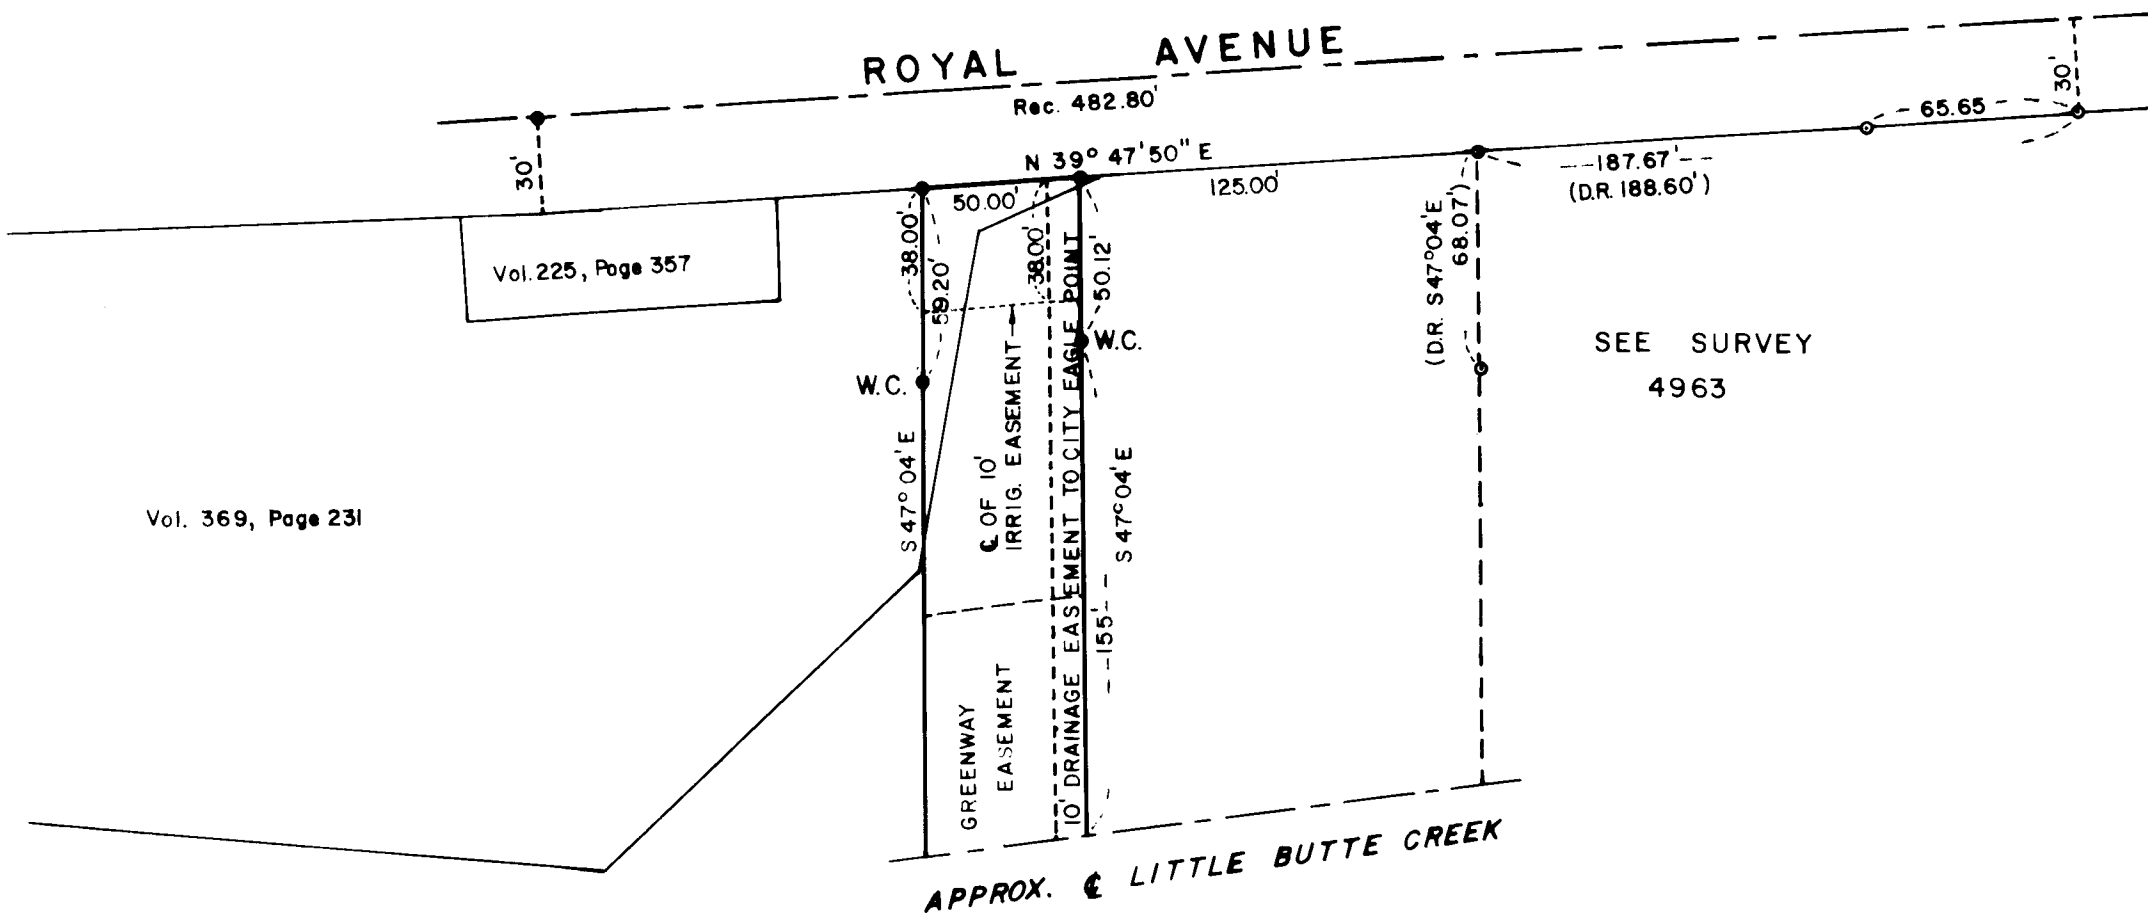 ROYAL AVENUE
Rec. 482.80'
30'
30'
65.65
N 39° 47'50" E
187.67'
(D.R. 188.60')
50.00'
125.00'
38.00'
59.20'
38.00'
50.12'
(D.R. S47°04'E
68.07')
Vol. 225, Page 357
W.C.
W.C.
SEE SURVEY
4963
Vol. 369, Page 231
S 47° 04' E
℄ OF 10'
IRRIG. EASEMENT
10' DRAINAGE EASEMENT TO CITY EAGLE POINT
S 47° 04' E
155'
GREENWAY
EASEMENT
APPROX. ℄ LITTLE BUTTE CREEK